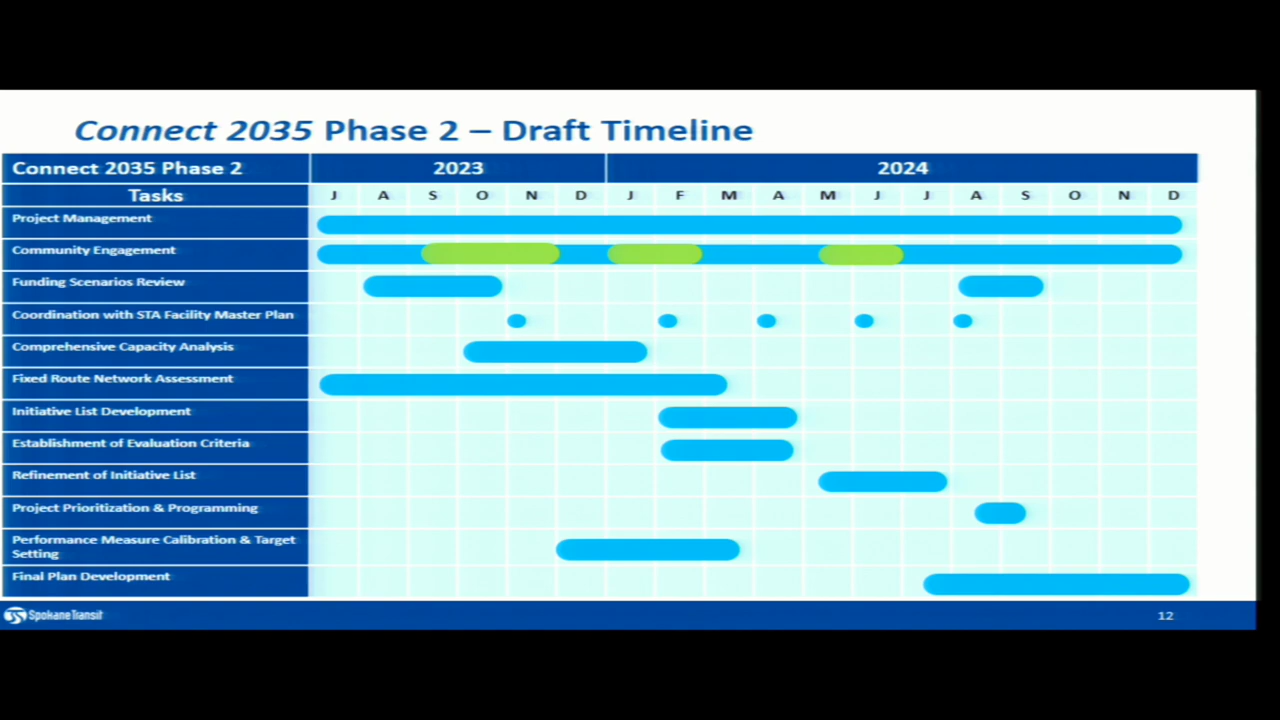 Connect 2035 Phase 2 – Draft Timeline
Connect 2035 Phase 2 2023 2024
Tasks J A S O N D J F M A M J J A S O N D
Project Management
Community Engagement
Funding Scenarios Review
Coordination with STA Facility Master Plan
Comprehensive Capacity Analysis
Fixed Route Network Assessment
Initiative List Development
Establishment of Evaluation Criteria
Refinement of Initiative List
Project Prioritization & Programming
Performance Measure Calibration & Target
Setting
Final Plan Development
SpokaneTransit 12